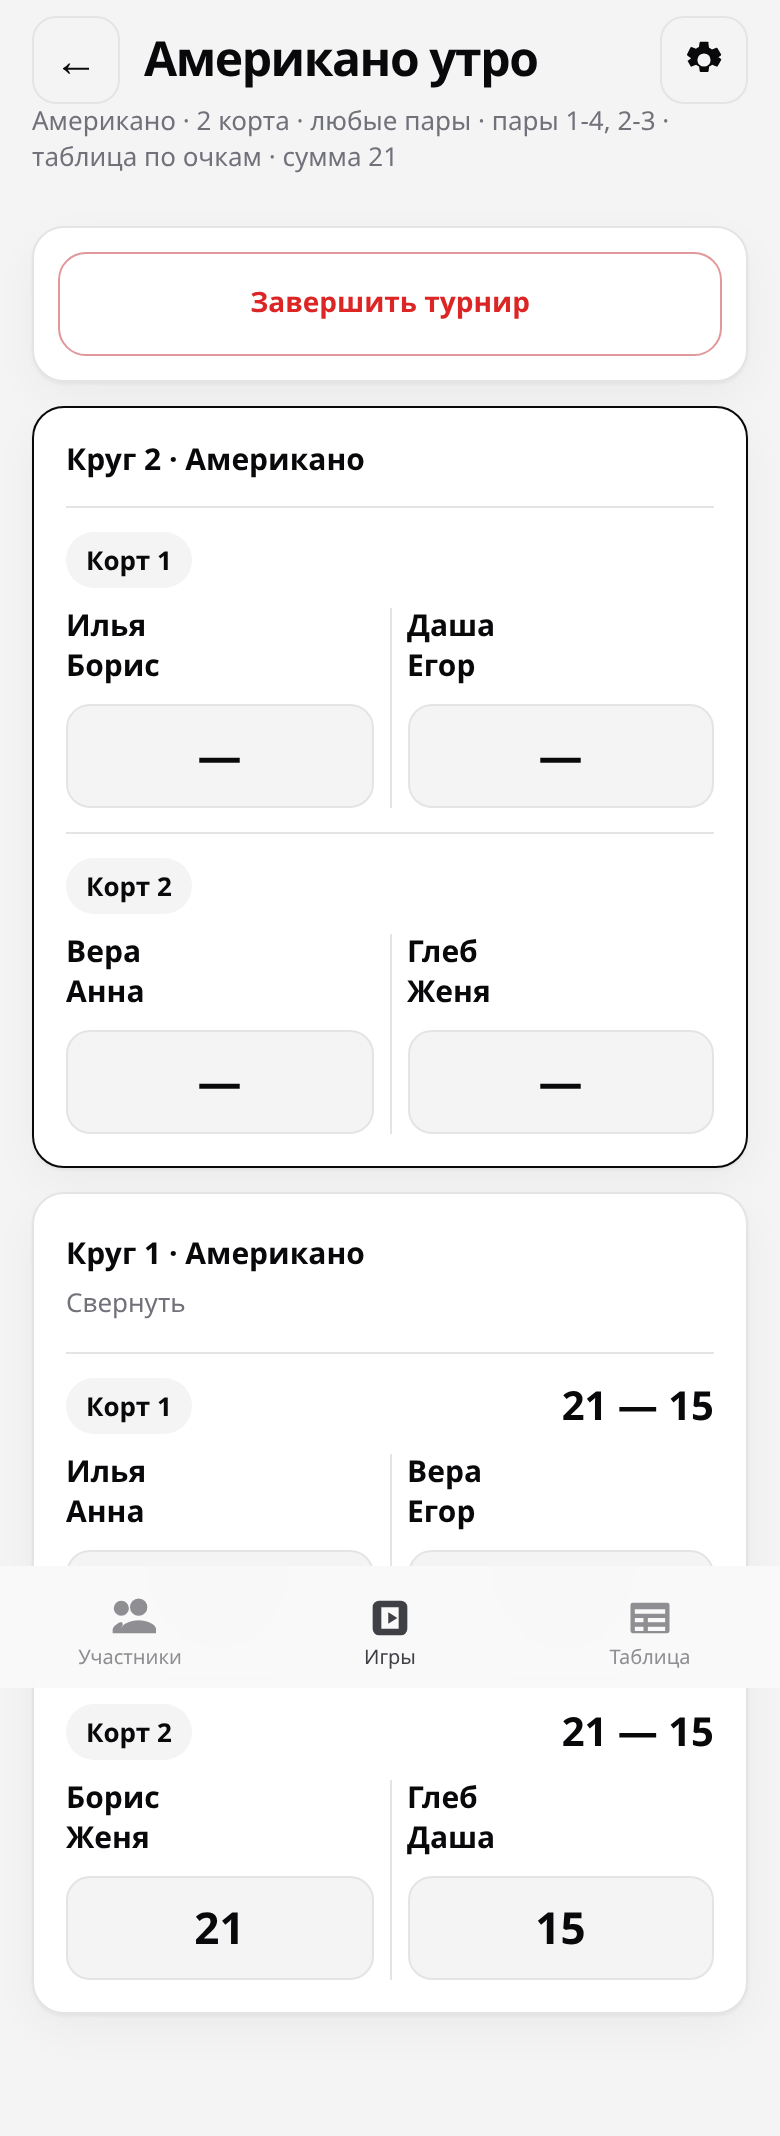 ←
Американо утро
Американо · 2 корта · любые пары · пары 1-4, 2-3 ·
таблица по очкам · сумма 21
Завершить турнир
Круг 2 · Американо
Корт 1
Илья
Борис
Даша
Егор
—
—
Корт 2
Вера
Анна
Глеб
Женя
—
—
Круг 1 · Американо
Свернуть
Корт 1
21 — 15
Илья
Анна
Вера
Егор
Участники
Игры
Таблица
Корт 2
21 — 15
Борис
Женя
Глеб
Даша
21
15